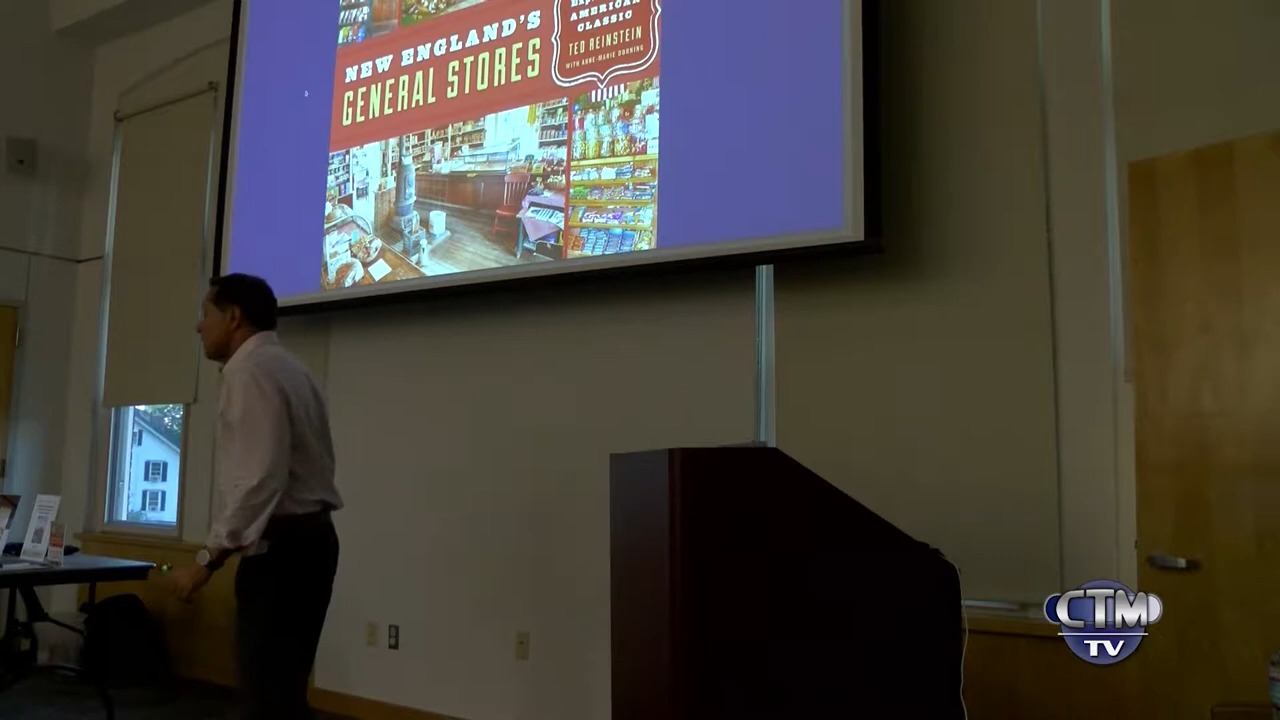 NEW ENGLAND'S
GENERAL STORES
AMERICAN
CLASSIC
TED REINSTEIN
WITH ANNE-MARIE DORNING
CTM
TV